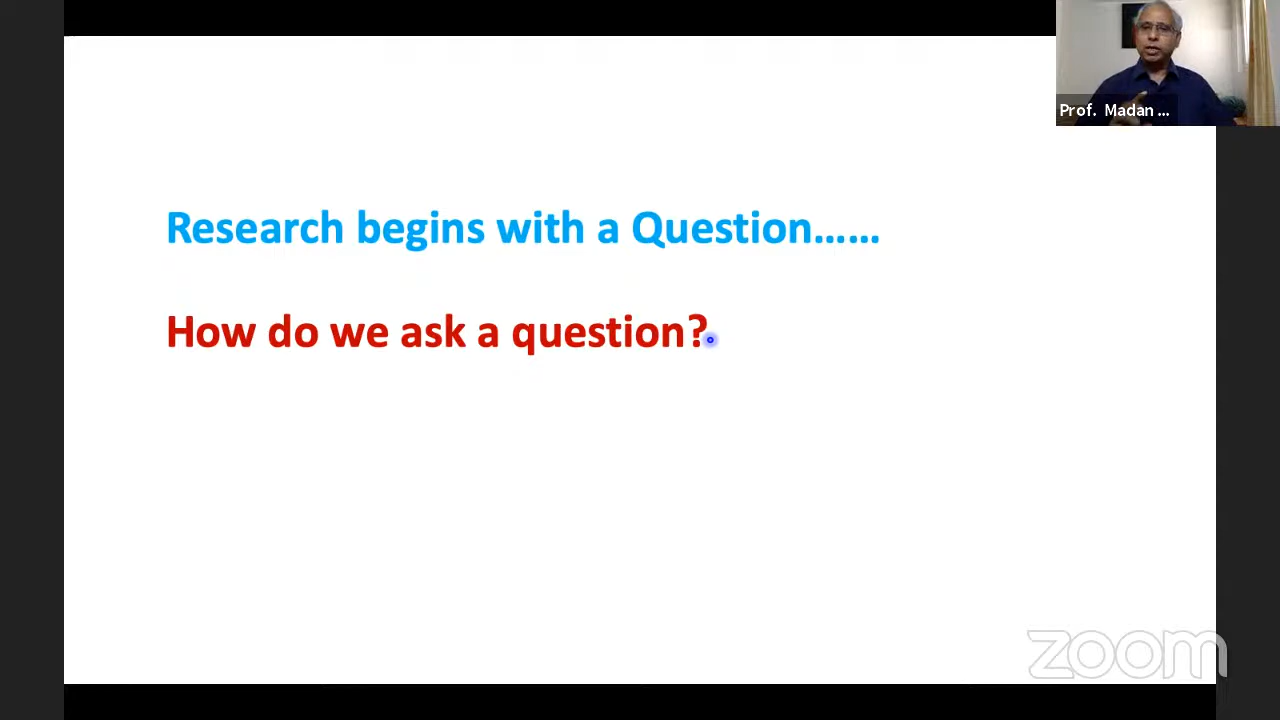 Prof. Madan ...
Research begins with a Question......
How do we ask a question?
zoom